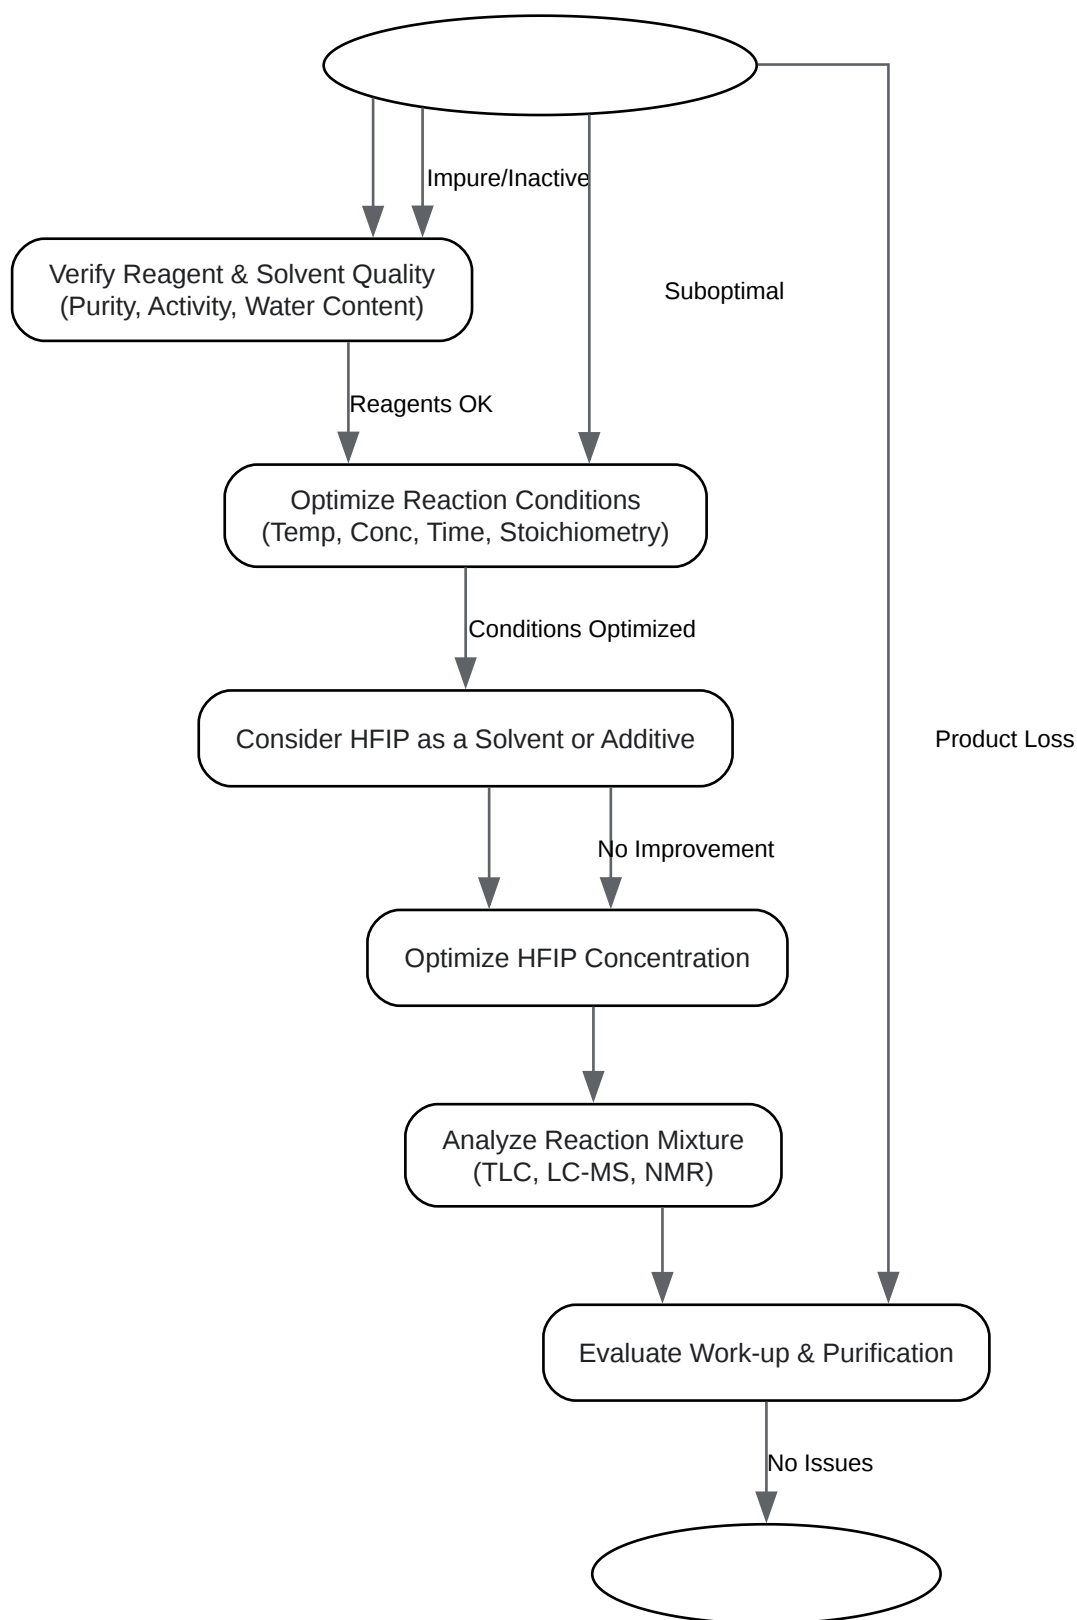 Impure/Inactive
Verify Reagent & Solvent Quality
(Purity, Activity, Water Content)
Suboptimal
Reagents OK
Optimize Reaction Conditions
(Temp, Conc, Time, Stoichiometry)
Conditions Optimized
Consider HFIP as a Solvent or Additive
Product Loss
No Improvement
Optimize HFIP Concentration
Analyze Reaction Mixture
(TLC, LC-MS, NMR)
Evaluate Work-up & Purification
No Issues